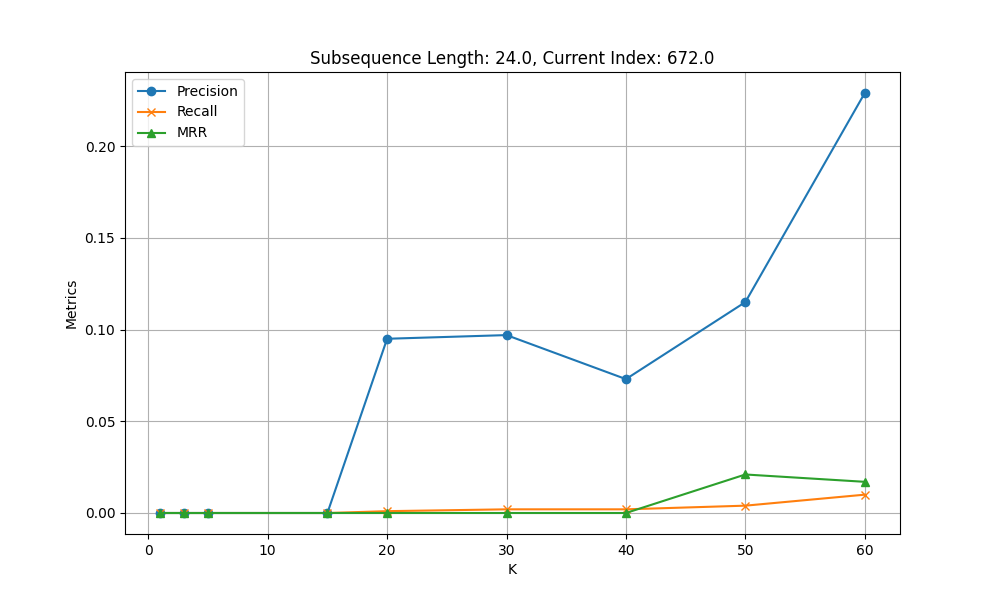 Subsequence Length: 24.0, Current Index: 672.0
Precision
Recall
MRR
0.20
0.15
0.10
0.05
0.00
Metrics
0 10 20 30 40 50 60
K